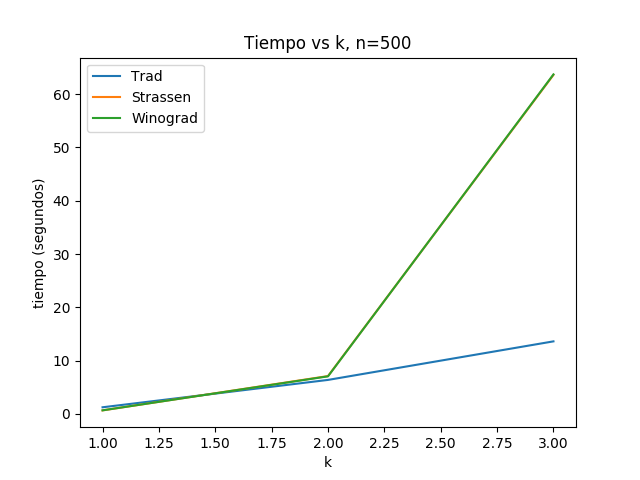 Tiempo vs k, n=500
Trad
Strassen
Winograd
tiempo (segundos)
60
50
40
30
20
10
0
1.00 1.25 1.50 1.75 2.00 2.25 2.50 2.75 3.00
k